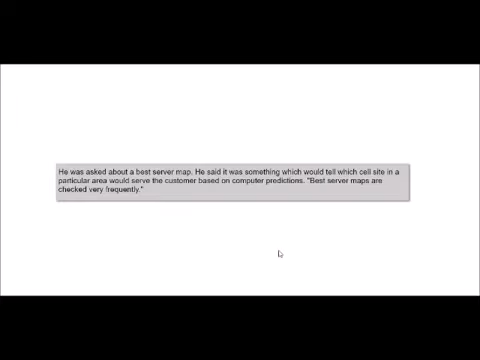 He was asked about a best server map. He said it was something which would tell which cell site in a
particular area would serve the customer based on computer predictions. "Best server maps are
checked very frequently."